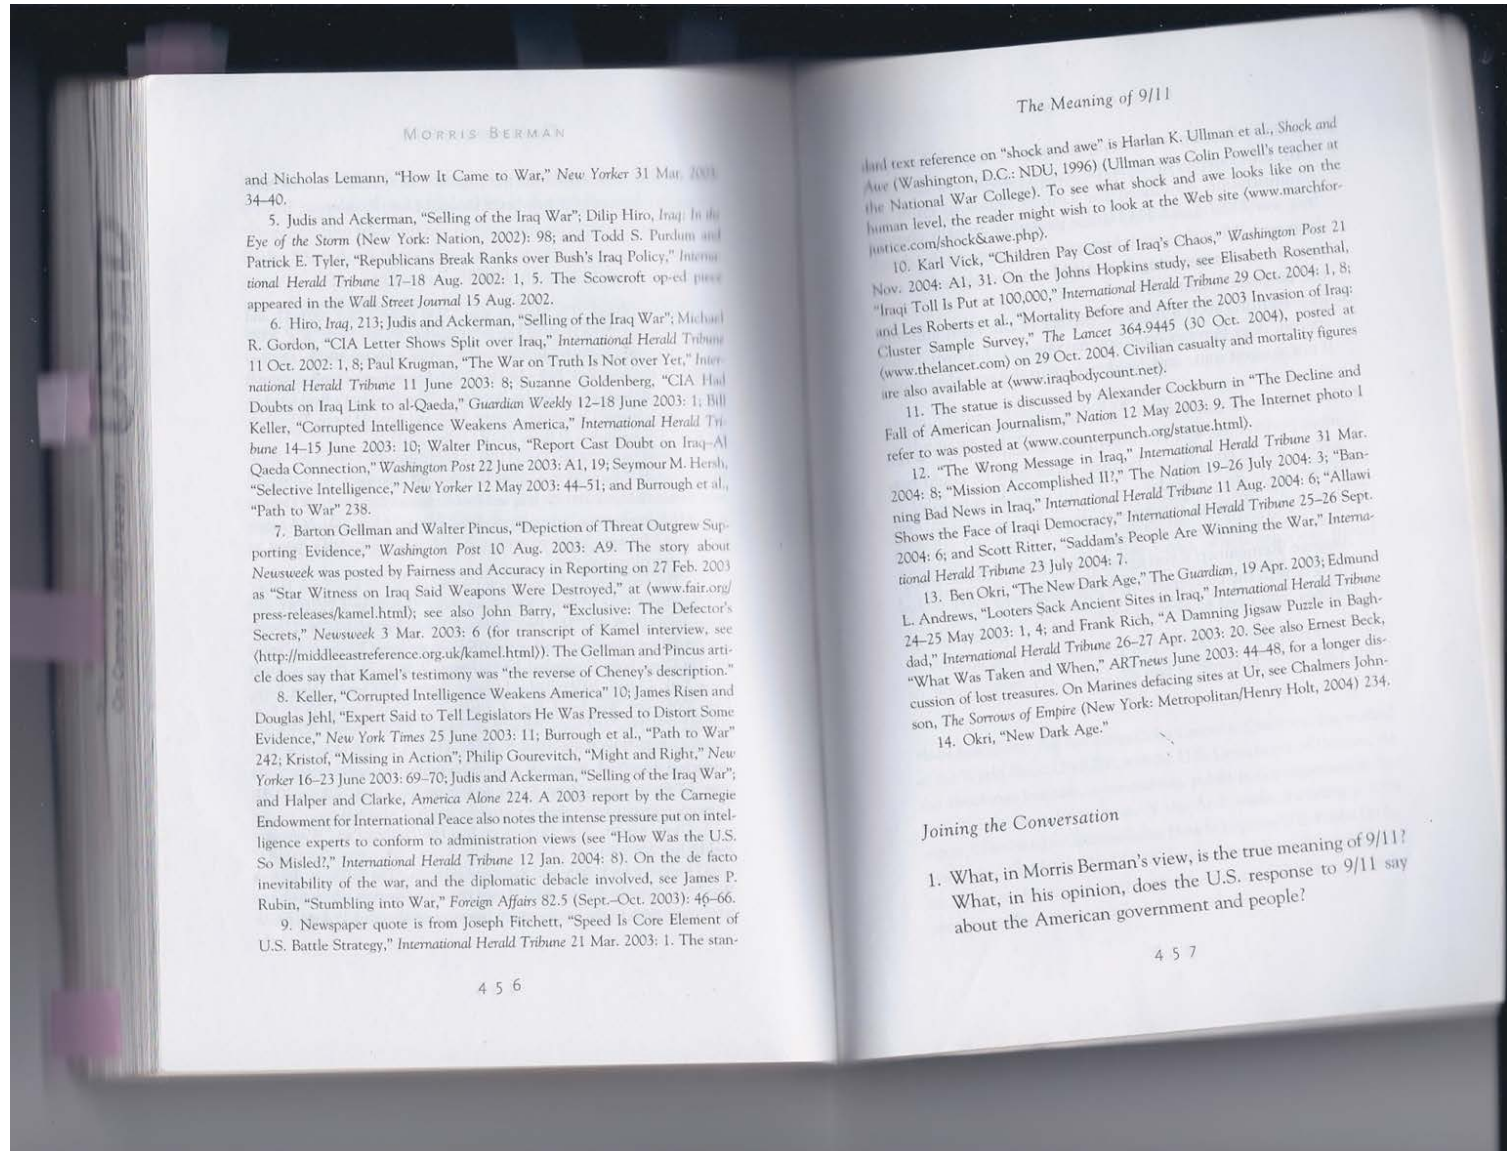 MORRIS BERMAN
and Nicholas Lemann, “How It Came to War,” New Yorker 31 Mar. 2003
34–40.
5. Judis and Ackerman, “Selling of the Iraq War”; Dilip Hiro, Iraq: In the
Eye of the Storm (New York: Nation, 2002): 98; and Todd S. Purdum and
Patrick E. Tyler, “Republicans Break Ranks over Bush’s Iraq Policy,” Interna
tional Herald Tribune 17–18 Aug. 2002: 1, 5. The Scowcroft op-ed piece
appeared in the Wall Street Journal 15 Aug. 2002.
6. Hiro, Iraq, 213; Judis and Ackerman, “Selling of the Iraq War”; Michael
R. Gordon, “CIA Letter Shows Split over Iraq,” International Herald Tribune
11 Oct. 2002: 1, 8; Paul Krugman, “The War on Truth Is Not over Yet,” Inter-
national Herald Tribune 11 June 2003: 8; Suzanne Goldenberg, “CIA Had
Doubts on Iraq Link to al-Qaeda,” Guardian Weekly 12–18 June 2003: 1; Bill
Keller, “Corrupted Intelligence Weakens America,” International Herald Tri-
bune 14–15 June 2003: 10; Walter Pincus, “Report Cast Doubt on Iraq–Al
Qaeda Connection,” Washington Post 22 June 2003: A1, 19; Seymour M. Hersh,
“Selective Intelligence,” New Yorker 12 May 2003: 44–51; and Burrough et al.,
“Path to War” 238.
7. Barton Gellman and Walter Pincus, “Depiction of Threat Outgrew Sup-
porting Evidence,” Washington Post 10 Aug. 2003: A9. The story about
Newsweek was posted by Fairness and Accuracy in Reporting on 27 Feb. 2003
as “Star Witness on Iraq Said Weapons Were Destroyed,” at ⟨www.fair.org/
press-releases/kamel.html⟩; see also John Barry, “Exclusive: The Defector’s
Secrets,” Newsweek 3 Mar. 2003: 6 (for transcript of Kamel interview, see
⟨http://middleeastreference.org.uk/kamel.html⟩). The Gellman and Pincus arti-
cle does say that Kamel’s testimony was “the reverse of Cheney’s description.”
8. Keller, “Corrupted Intelligence Weakens America” 10; James Risen and
Douglas Jehl, “Expert Said to Tell Legislators He Was Pressed to Distort Some
Evidence,” New York Times 25 June 2003: 11; Burrough et al., “Path to War”
242; Kristof, “Missing in Action”; Philip Gourevitch, “Might and Right,” New
Yorker 16–23 June 2003: 69–70; Judis and Ackerman, “Selling of the Iraq War”;
and Halper and Clarke, America Alone 224. A 2003 report by the Carnegie
Endowment for International Peace also notes the intense pressure put on intel-
ligence experts to conform to administration views (see “How Was the U.S.
So Misled?,” International Herald Tribune 12 Jan. 2004: 8). On the de facto
inevitability of the war, and the diplomatic debacle involved, see James P.
Rubin, “Stumbling into War,” Foreign Affairs 82.5 (Sept.–Oct. 2003): 46–66.
9. Newspaper quote is from Joseph Fitchett, “Speed Is Core Element of
U.S. Battle Strategy,” International Herald Tribune 21 Mar. 2003: 1. The stan-
4 5 6
The Meaning of 9/11
dard text reference on “shock and awe” is Harlan K. Ullman et al., Shock and
Awe (Washington, D.C.: NDU, 1996) (Ullman was Colin Powell’s teacher at
the National War College). To see what shock and awe looks like on the
human level, the reader might wish to look at the Web site ⟨www.marchfor-
justice.com/shock&awe.php⟩.
10. Karl Vick, “Children Pay Cost of Iraq’s Chaos,” Washington Post 21
Nov. 2004: A1, 31. On the Johns Hopkins study, see Elisabeth Rosenthal,
“Iraqi Toll Is Put at 100,000,” International Herald Tribune 29 Oct. 2004: 1, 8;
and Les Roberts et al., “Mortality Before and After the 2003 Invasion of Iraq:
Cluster Sample Survey,” The Lancet 364.9445 (30 Oct. 2004), posted at
⟨www.thelancet.com⟩ on 29 Oct. 2004. Civilian casualty and mortality figures
are also available at ⟨www.iraqbodycount.net⟩.
11. The statue is discussed by Alexander Cockburn in “The Decline and
Fall of American Journalism,” Nation 12 May 2003: 9. The Internet photo I
refer to was posted at ⟨www.counterpunch.org/statue.html⟩.
12. “The Wrong Message in Iraq,” International Herald Tribune 31 Mar.
2004: 8; “Mission Accomplished II?,” The Nation 19–26 July 2004: 3; “Ban-
ning Bad News in Iraq,” International Herald Tribune 11 Aug. 2004: 6; “Allawi
Shows the Face of Iraqi Democracy,” International Herald Tribune 25–26 Sept.
2004: 6; and Scott Ritter, “Saddam’s People Are Winning the War,” Interna-
tional Herald Tribune 23 July 2004: 7.
13. Ben Okri, “The New Dark Age,” The Guardian, 19 Apr. 2003; Edmund
L. Andrews, “Looters Sack Ancient Sites in Iraq,” International Herald Tribune
24–25 May 2003: 1, 4; and Frank Rich, “A Damning Jigsaw Puzzle in Bagh-
dad,” International Herald Tribune 26–27 Apr. 2003: 20. See also Ernest Beck,
“What Was Taken and When,” ARTnews June 2003: 44–48, for a longer dis-
cussion of lost treasures. On Marines defacing sites at Ur, see Chalmers John-
son, The Sorrows of Empire (New York: Metropolitan/Henry Holt, 2004) 234.
14. Okri, “New Dark Age.”
Joining the Conversation
1. What, in Morris Berman’s view, is the true meaning of 9/11?
What, in his opinion, does the U.S. response to 9/11 say
about the American government and people?
4 5 7